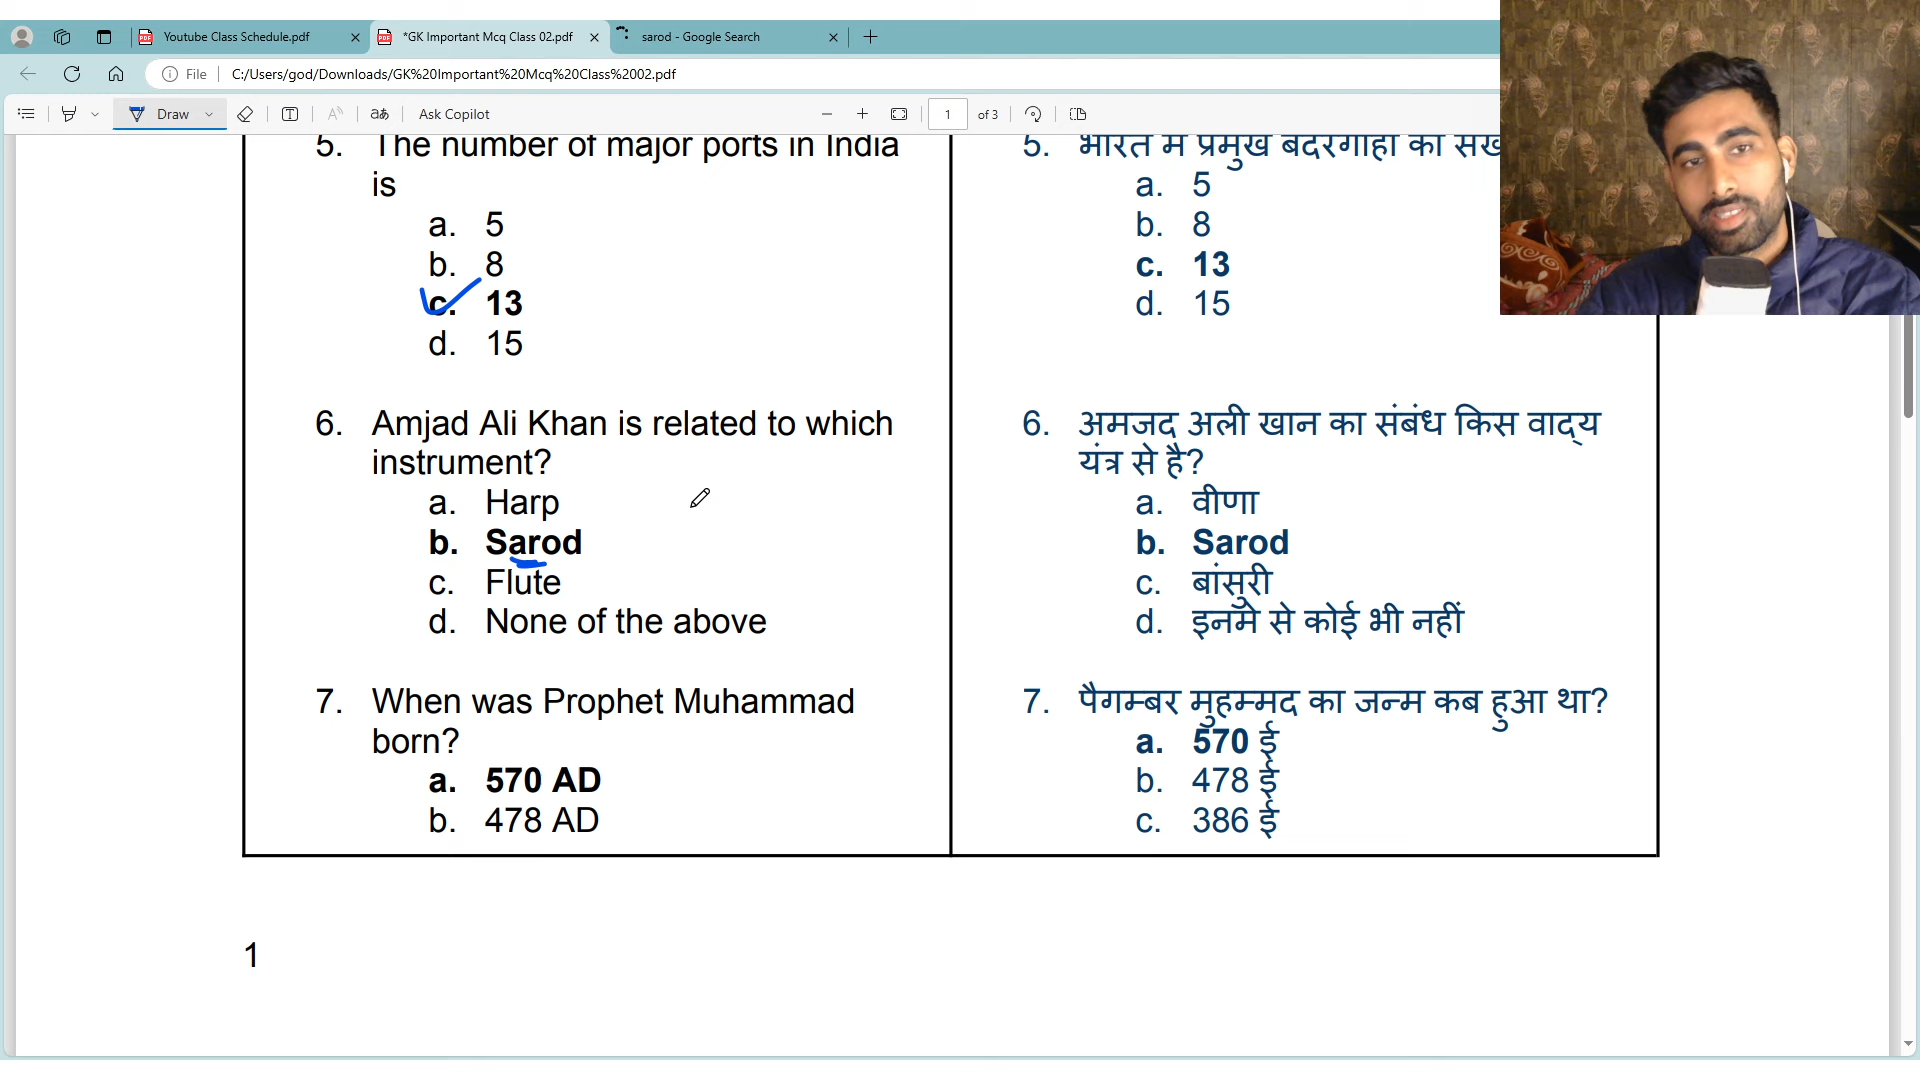 Youtube Class Schedule.pdf
*GK Important Mcq Class 02.pdf
sarod - Google Search
File
C:/Users/god/Downloads/GK%20Important%20Mcq%20Class%2002.pdf
Draw
aあ
Ask Copilot
1
of 3
5. The number of major ports in India
is
a. 5
b. 8
c. 13
d. 15
6. Amjad Ali Khan is related to which
instrument?
a. Harp
b. Sarod
c. Flute
d. None of the above
7. When was Prophet Muhammad
born?
a. 570 AD
b. 478 AD
5. भारत में प्रमुख बंदरगाहों की
a. 5
b. 8
c. 13
d. 15
6. अमजद अली खान का संबंध किस वाद्य
यंत्र से है?
a. वीणा
b. Sarod
c. बांसुरी
d. इनमे से कोई भी नहीं
7. पैगम्बर मुहम्मद का जन्म कब हुआ था?
a. 570 ई
b. 478 ई
c. 386 ई
1